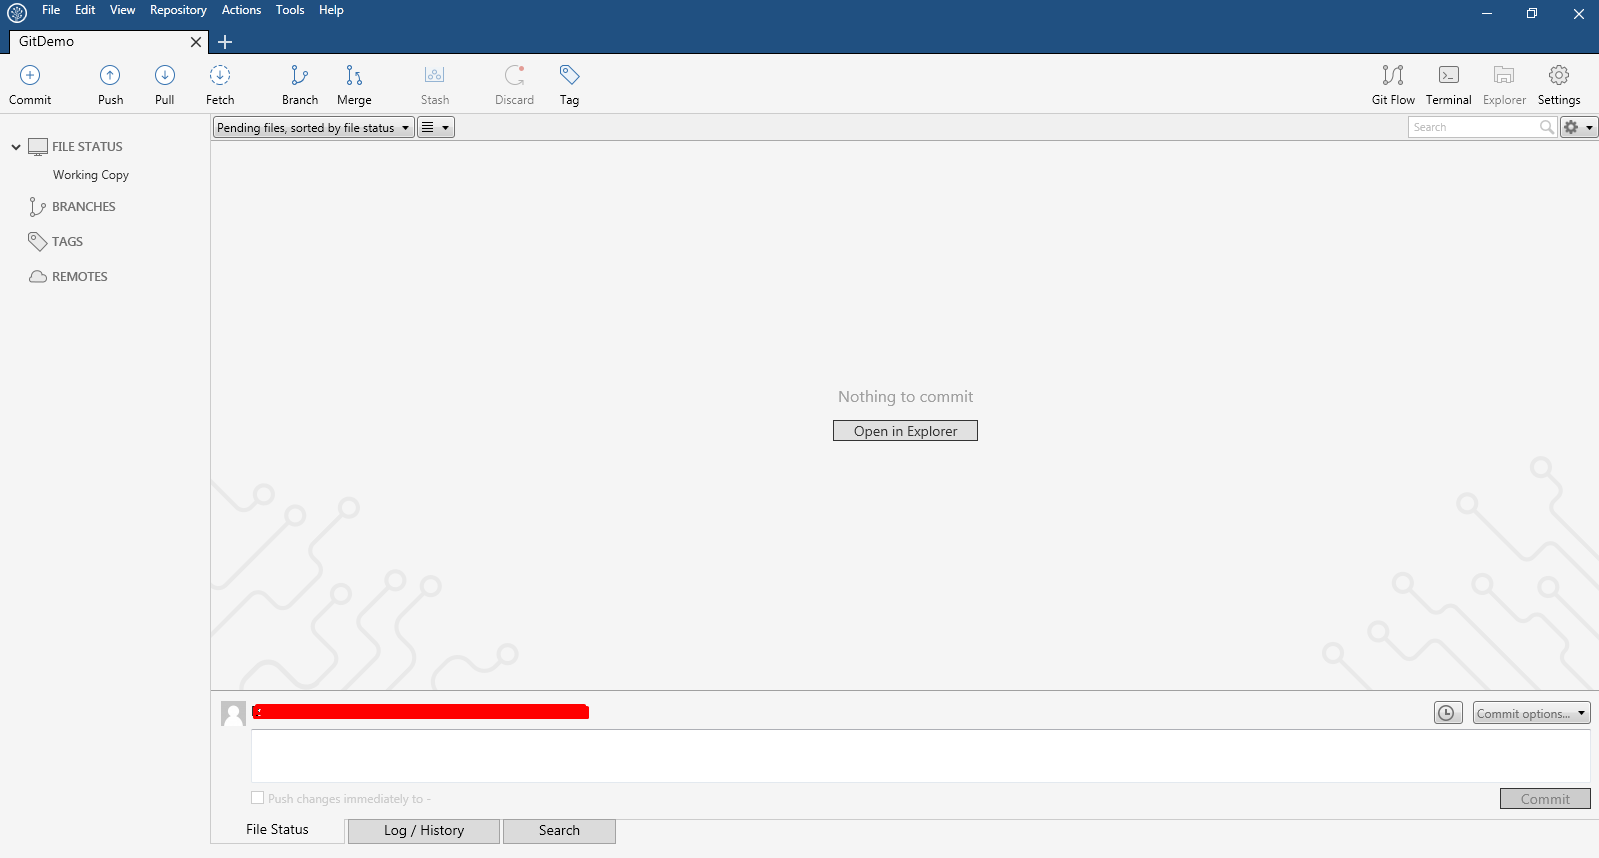 File Edit View Repository Actions Tools Help
GitDemo
Commit Push Pull Fetch Branch Merge Stash Discard Tag Git Flow Terminal Explorer Settings
Pending files, sorted by file status Search
FILE STATUS
Working Copy
BRANCHES
TAGS
REMOTES
Nothing to commit
Open in Explorer
Commit options...
Push changes immediately to -
Commit
File Status Log / History Search